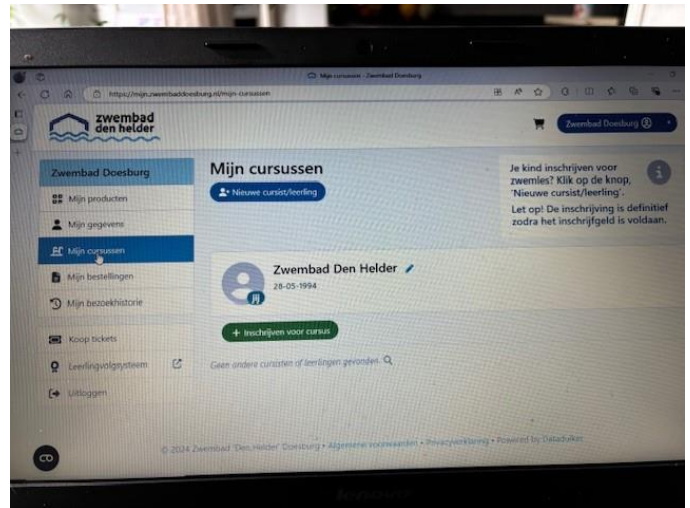 Mijn cursussen - Zwembad Doesburg
https://mijn.zwembaddoesburg.nl/mijn-cursussen
zwembad
den helder
Zwembad Doesburg
Zwembad Doesburg
Mijn producten
Mijn gegevens
Mijn cursussen
Mijn bestellingen
Mijn bezoekhistorie
Koop tickets
Leerlingvolgsysteem
Uitloggen
Mijn cursussen
Nieuwe cursist/leerling
Je kind inschrijven voor
zwemles? Klik op de knop,
'Nieuwe cursist/leerling'.
Let op! De inschrijving is definitief
zodra het inschrijfgeld is voldaan.
Zwembad Den Helder
28-05-1994
+ Inschrijven voor cursus
Geen andere cursisten of leerlingen gevonden.
© 2024 Zwembad 'Den Helder' Doesburg • Algemene voorwaarden • Privacyverklaring • Powered by Dataduiker